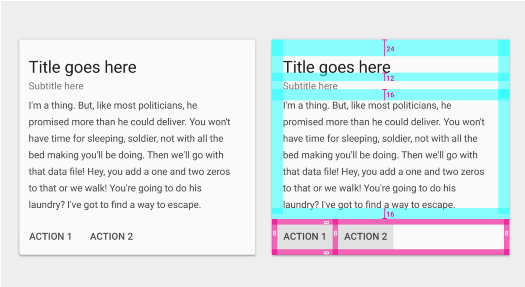 Title goes here
Subtitle here
I'm a thing. But, like most politicians, he
promised more than he could deliver. You won't
have time for sleeping, soldier, not with all the
bed making you'll be doing. Then we'll go with
that data file! Hey, you add a one and two zeros
to that or we walk! You're going to do his
laundry? I've got to find a way to escape.
ACTION 1 ACTION 2
24
Title goes here
12
Subtitle here
16
I'm a thing. But, like most politicians, he
promised more than he could deliver. You won't
have time for sleeping, soldier, not with all the
bed making you'll be doing. Then we'll go with
that data file! Hey, you add a one and two zeros
to that or we walk! You're going to do his
laundry? I've got to find a way to escape.
16
8
8 ACTION 1 8 ACTION 2 8
8